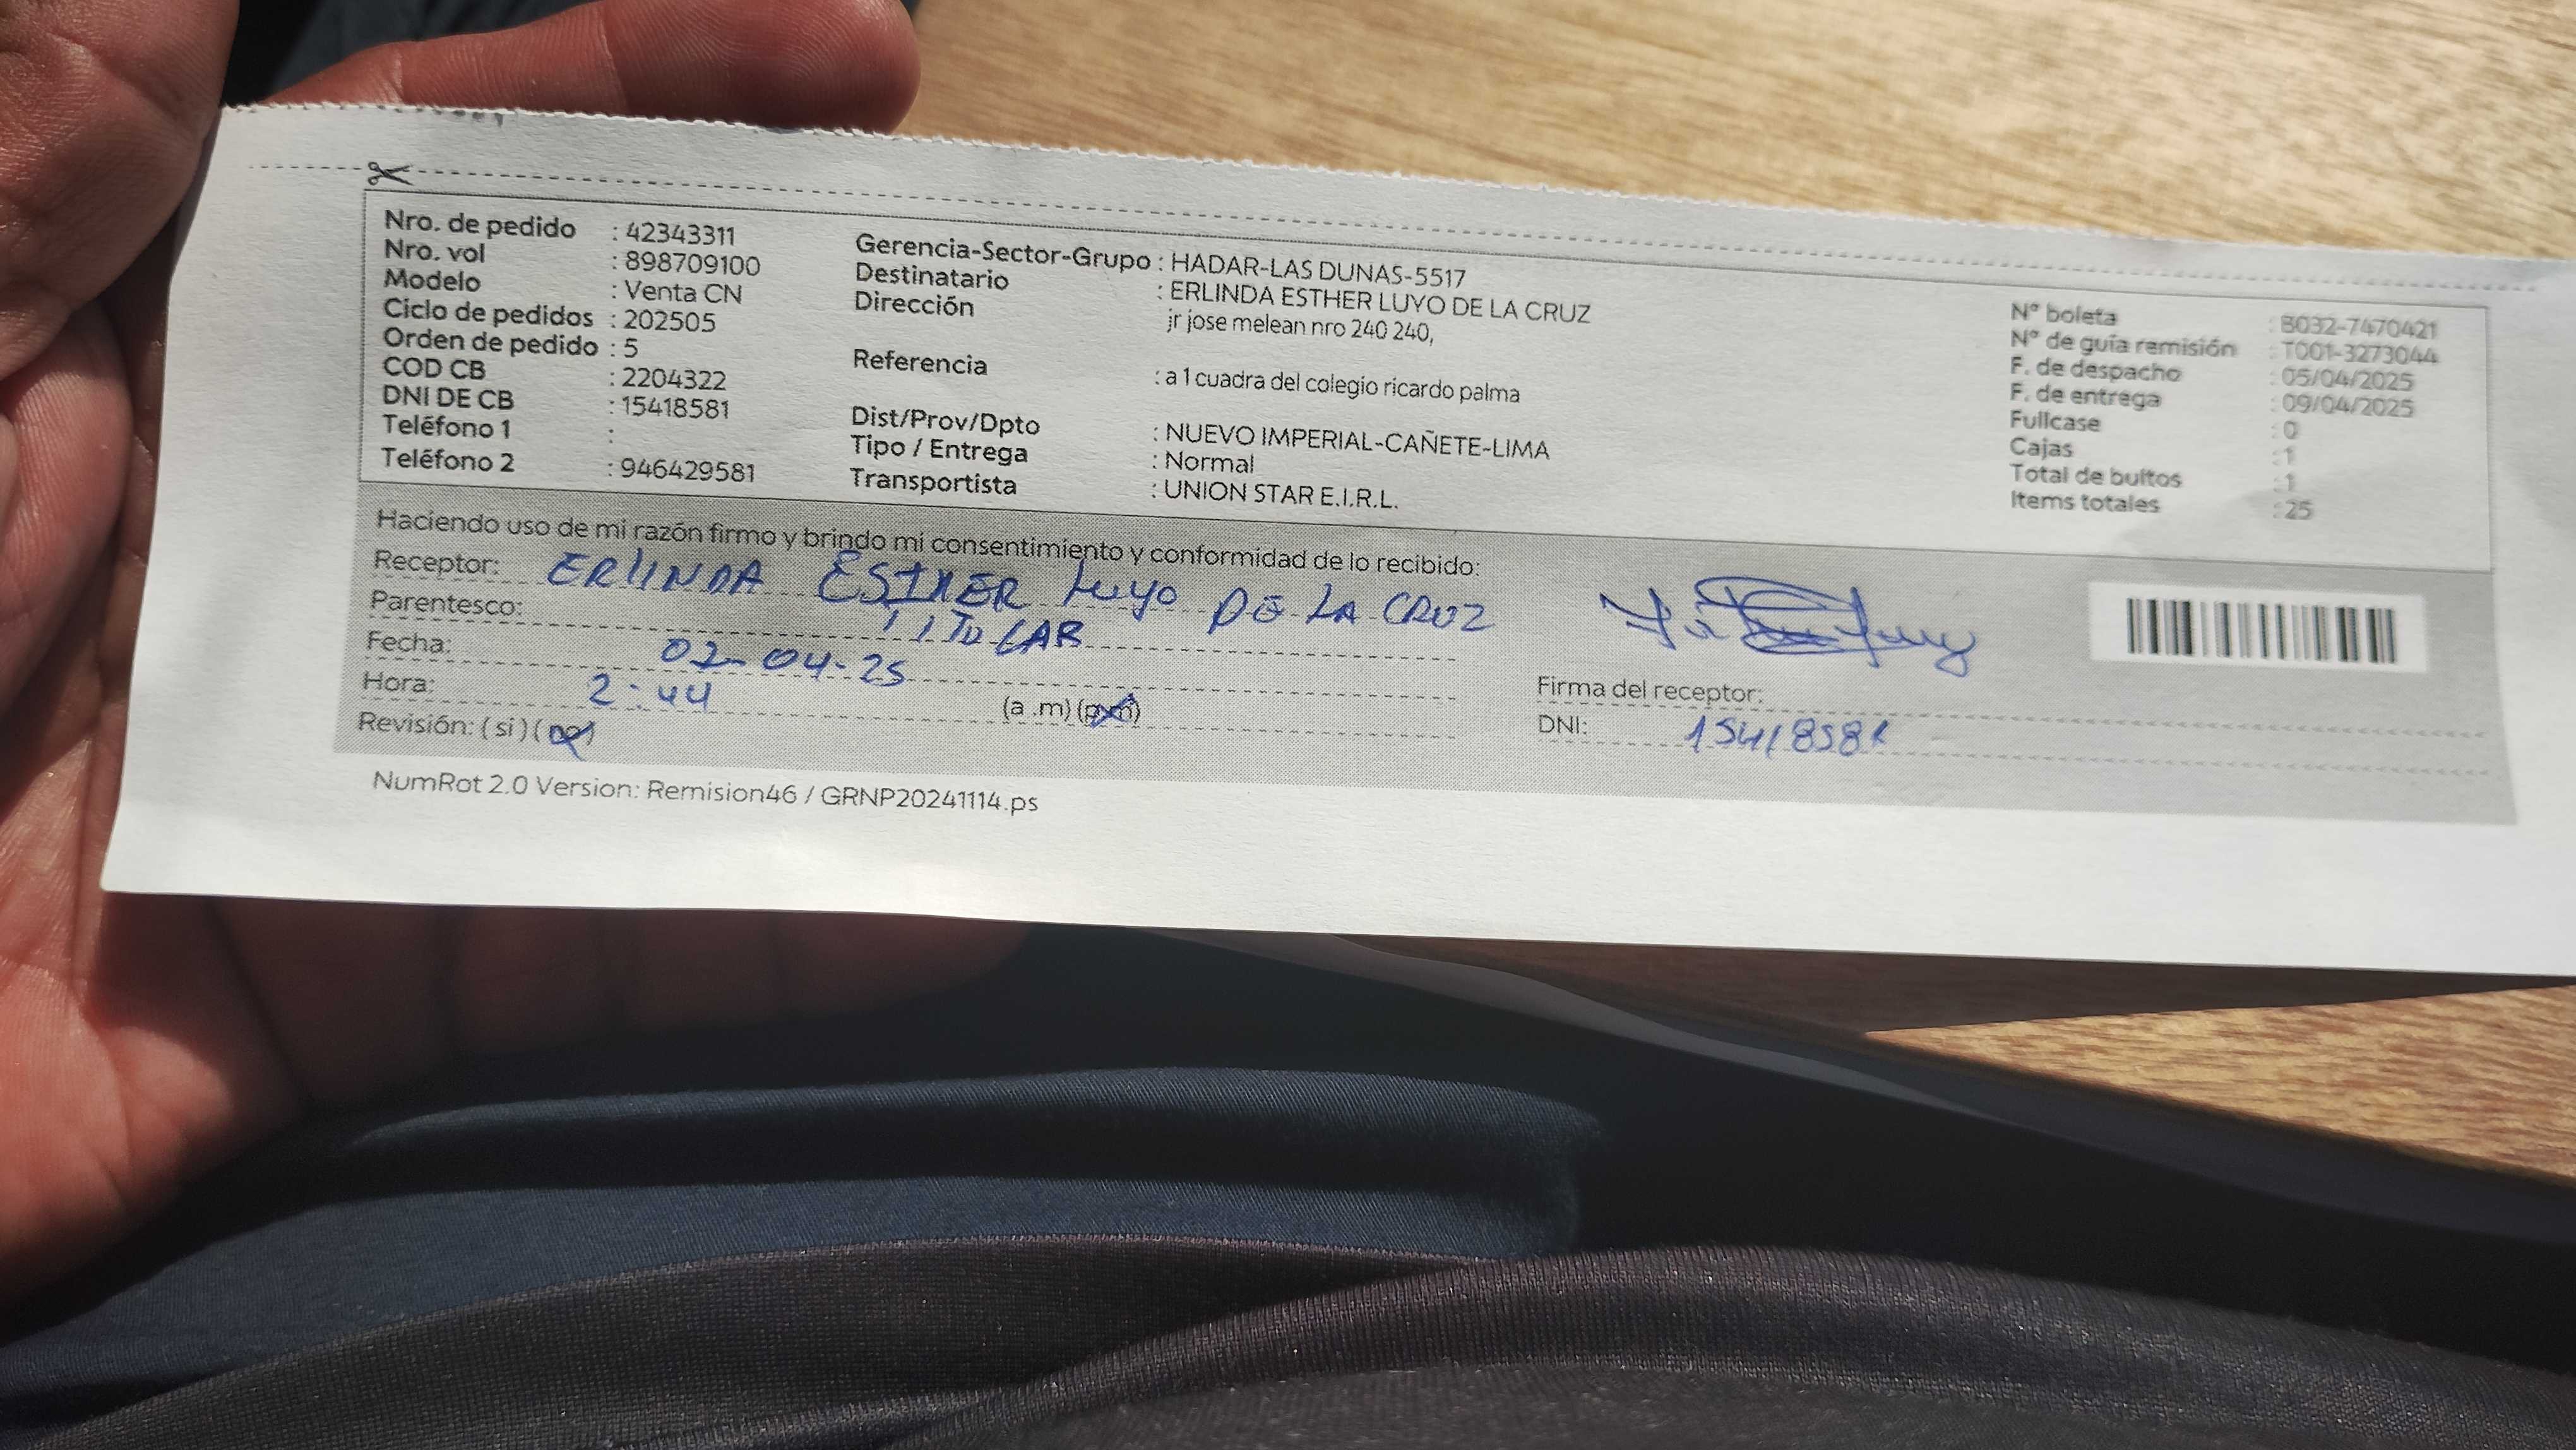 Nro. de pedido : 42343311
Nro. vol : 898709100
Modelo : Venta CN
Ciclo de pedidos : 202505
Orden de pedido : 5
COD CB : 2204322
DNI DE CB : 15418581
Teléfono 1 :
Teléfono 2 : 946429581
Gerencia-Sector-Grupo : HADAR-LAS DUNAS-5517
Destinatario : ERLINDA ESTHER LUYO DE LA CRUZ
Dirección jr jose melean nro 240 240,
Referencia : a 1 cuadra del colegio ricardo palma
Dist/Prov/Dpto : NUEVO IMPERIAL-CAÑETE-LIMA
Tipo / Entrega : Normal
Transportista : UNION STAR E.I.R.L.
N° boleta : B032-7470421
N° de guía remisión : T001-3273044
F. de despacho : 05/04/2025
F. de entrega : 09/04/2025
Fullcase : 0
Cajas : 1
Total de bultos : 1
Items totales : 25
Haciendo uso de mi razón firmo y brindo mi consentimiento y conformidad de lo recibido:
Receptor: ERLINDA ESTHER Luyo DE LA CRUZ
Parentesco: TITULAR
Fecha: 02-04-25
Hora: 2:44 (a .m) (p.m)
Revisión: ( si ) ( no )
Firma del receptor:
DNI: 15418581
NumRot 2.0 Version: Remision46 / GRNP20241114.ps